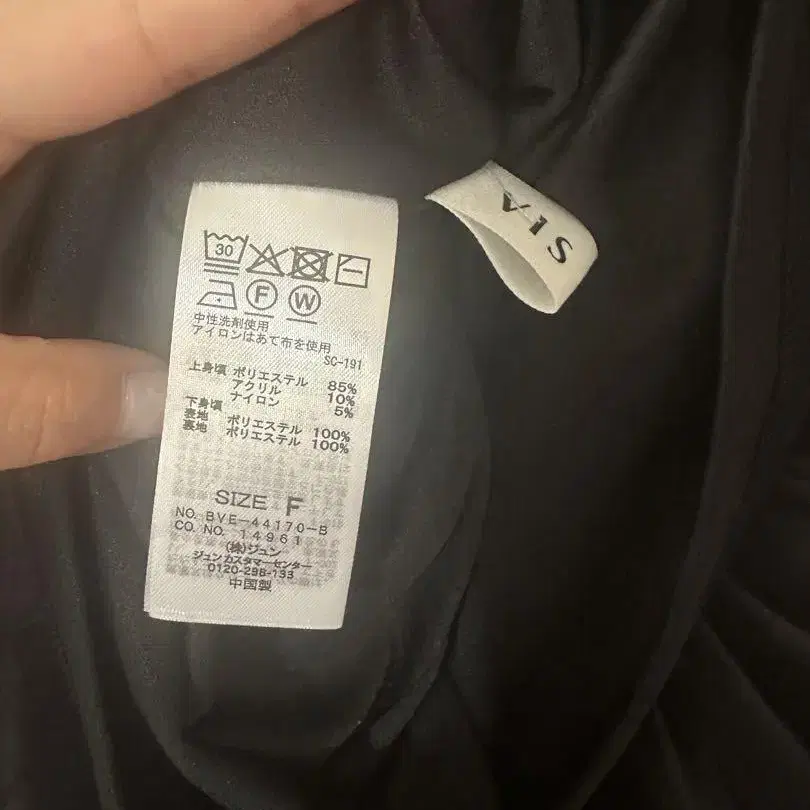 30
F W
中性洗剤使用
アイロンはあて布を使用
SC-191
上身頃 ポリエステル 85%
アクリル 10%
ナイロン 5%
下身頃
表地 ポリエステル 100%
裏地 ポリエステル 100%
SIZE F
NO. BVE-44170-B
CO. NO. 14961
(株)ジュン
ジュンカスタマーセンター
0120-298-133
中国製
VIS